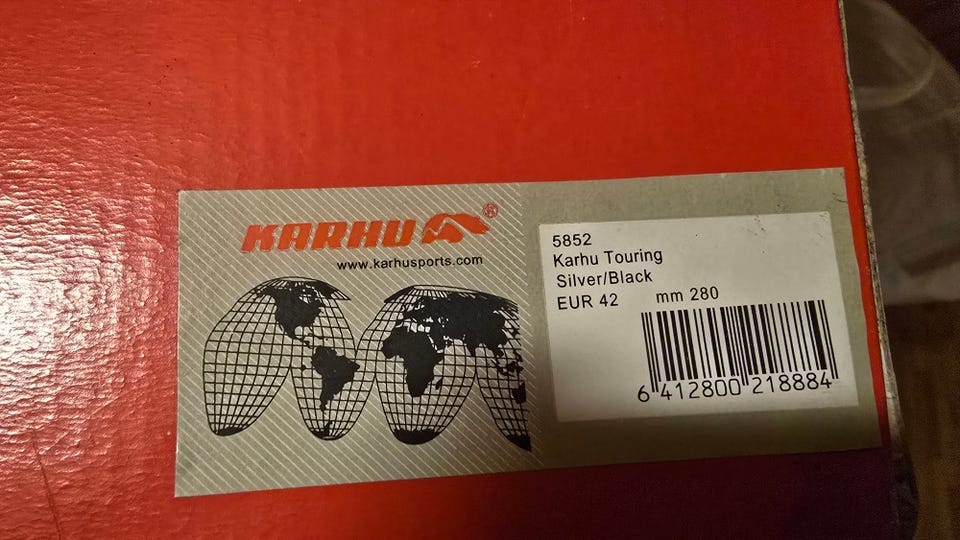 KARHU ®
www.karhusports.com
5852
Karhu Touring
Silver/Black
EUR 42 mm 280
6 412800 218884